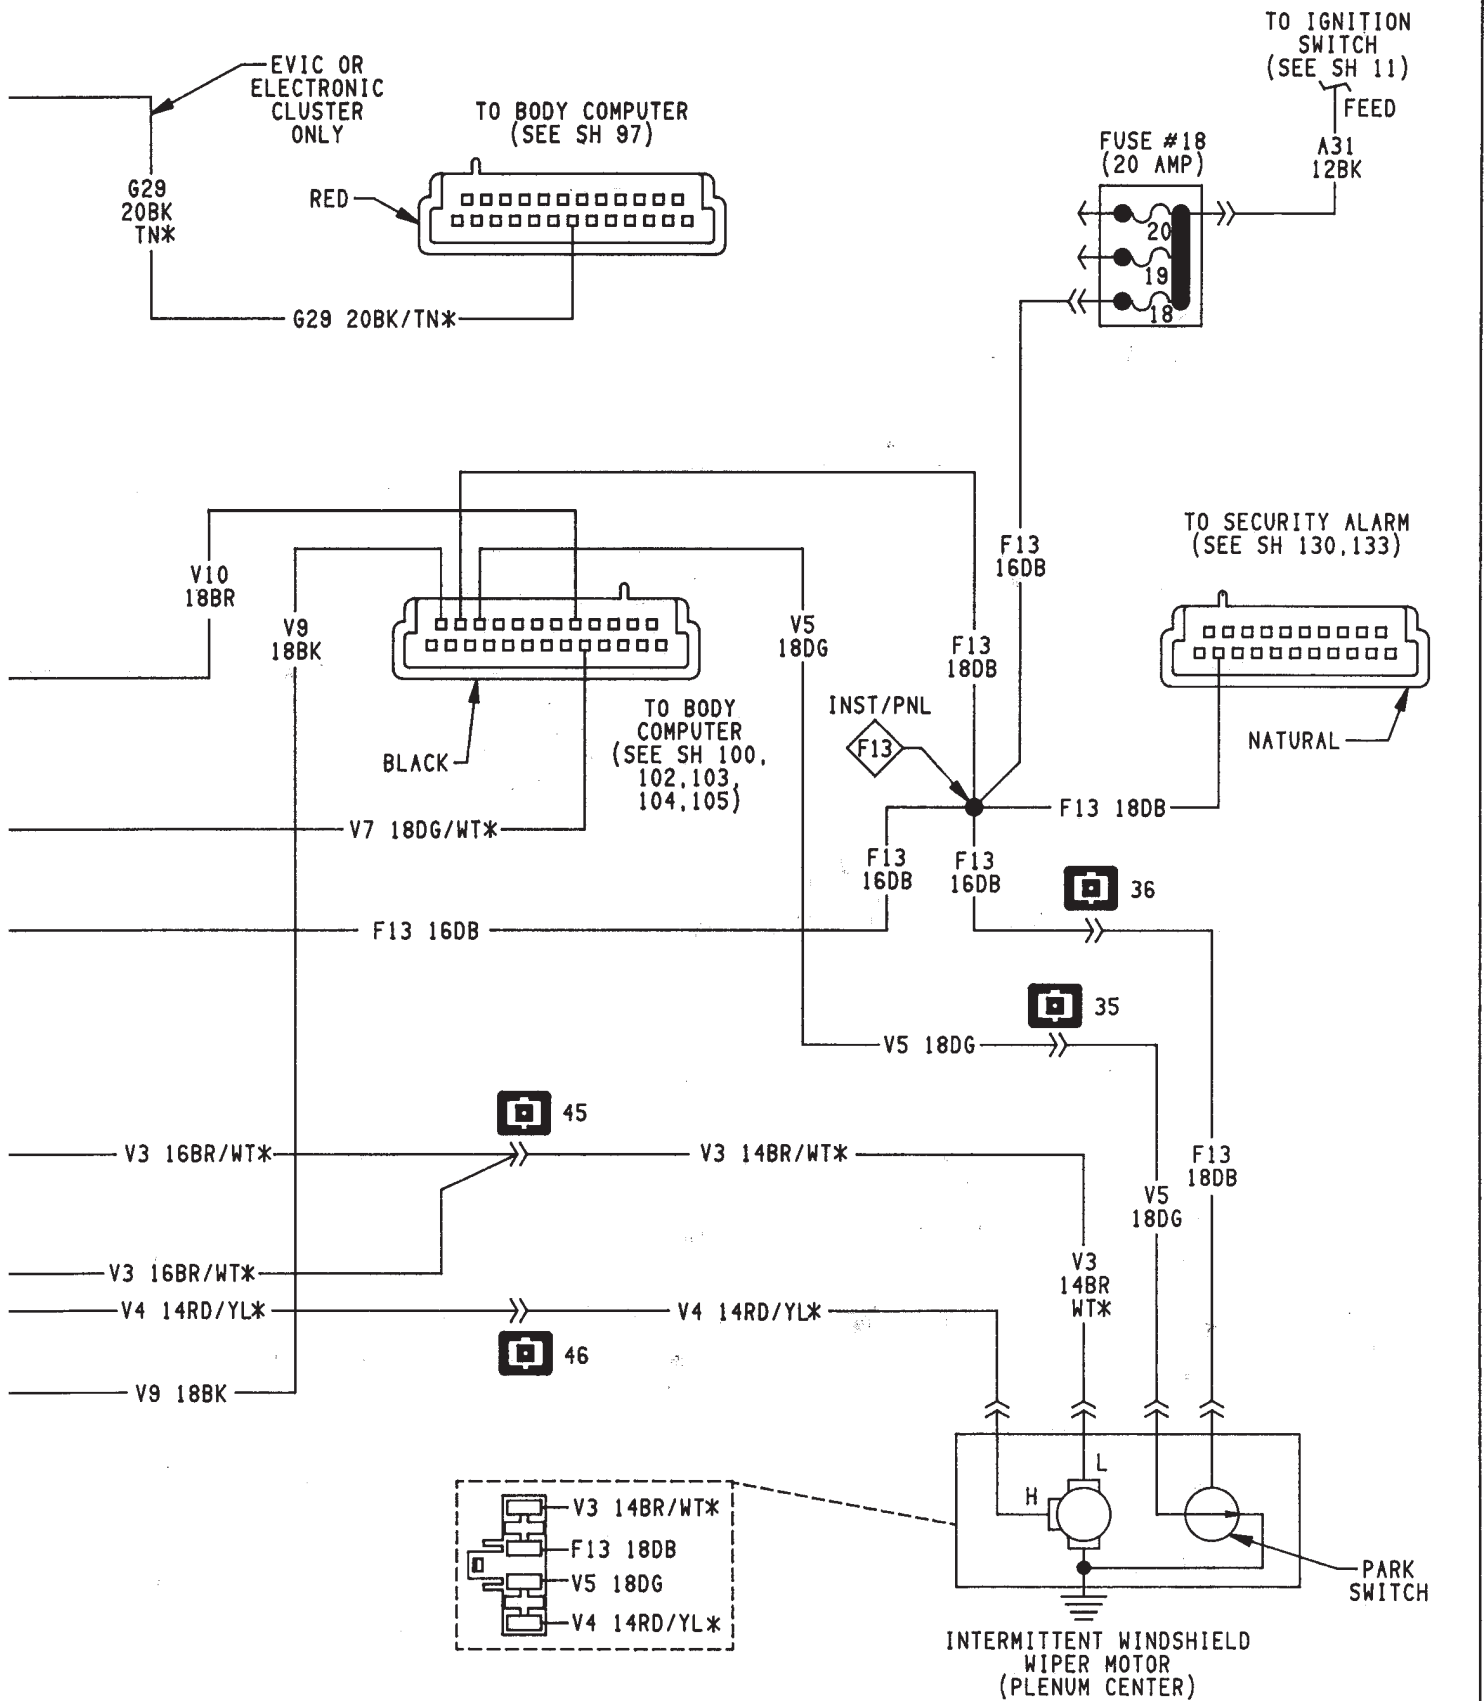 TO IGNITION
SWITCH
(SEE SH 11)
FEED
A31
12BK
EVIC OR
ELECTRONIC
CLUSTER
ONLY
TO BODY COMPUTER
(SEE SH 97)
RED
G29
20BK
TN*
G29 20BK/TN*
FUSE #18
(20 AMP)
20
19
18
F13
16DB
TO SECURITY ALARM
(SEE SH 130,133)
NATURAL
V10
18BR
V9
18BK
V5
18DG
F13
18DB
INST/PNL
F13
BLACK
TO BODY
COMPUTER
(SEE SH 100,
102,103,
104,105)
F13 18DB
V7 18DG/WT*
F13
16DB
F13
16DB
36
F13 16DB
35
V5 18DG
45
V3 16BR/WT*
V3 14BR/WT*
F13
18DB
V5
18DG
V3 16BR/WT*
V3
14BR
WT*
V4 14RD/YL*
V4 14RD/YL*
46
V9 18BK
L
H
V3 14BR/WT*
F13 18DB
V5 18DG
V4 14RD/YL*
PARK
SWITCH
INTERMITTENT WINDSHIELD
WIPER MOTOR
(PLENUM CENTER)